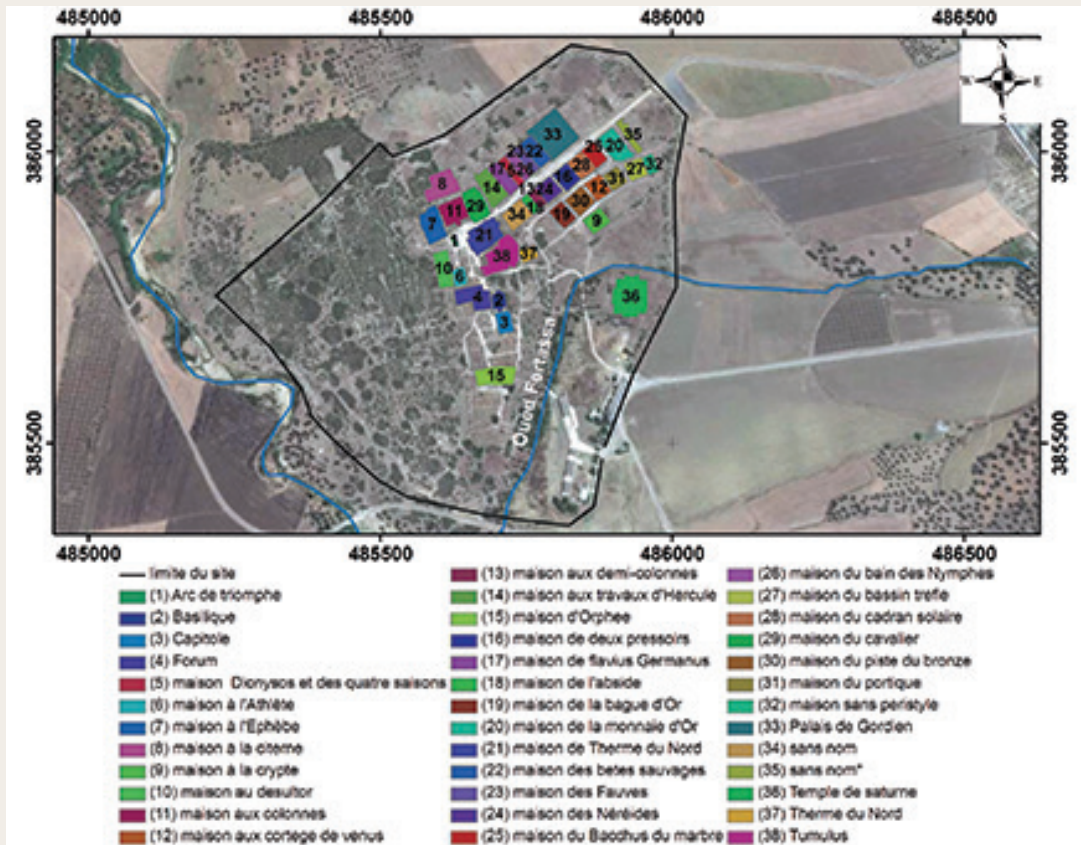 485000 485500 486000 486500
386000
386000
385500
385500
N
W E
S
33
35
23 22
25
20
17 5 26
28
32
8
14
16
27
13 24
31
29
12
11
18
30
7
34
19
9
1
21
38
37
10
6
4
2
36
3
15
Oued Fertassa
485000 485500 486000 486500
limite du site
(1) Arc de triomphe
(2) Basilique
(3) Capitole
(4) Forum
(5) maison Dionysos et des quatre saisons
(6) maison à l'Athlète
(7) maison à l'Ephèbe
(8) maison à la citerne
(9) maison à la crypte
(10) maison au desultor
(11) maison aux colonnes
(12) maison aux cortege de venus
(13) maison aux demi-colonnes
(14) maison aux travaux d'Hercule
(15) maison d'Orphee
(16) maison de deux pressoirs
(17) maison de flavius Germanus
(18) maison de l'abside
(19) maison de la bague d'Or
(20) maison de la monnaie d'Or
(21) maison de Therme du Nord
(22) maison des betes sauvages
(23) maison des Fauves
(24) maison des Néréides
(25) maison du Bacchus du marbre
(26) maison du bain des Nymphes
(27) maison du bassin trefle
(28) maison du cadran solaire
(29) maison du cavalier
(30) maison du piste du bronze
(31) maison du portique
(32) maison sans peristyle
(33) Palais de Gordien
(34) sans nom
(35) sans nom*
(36) Temple de saturne
(37) Therme du Nord
(38) Tumulus